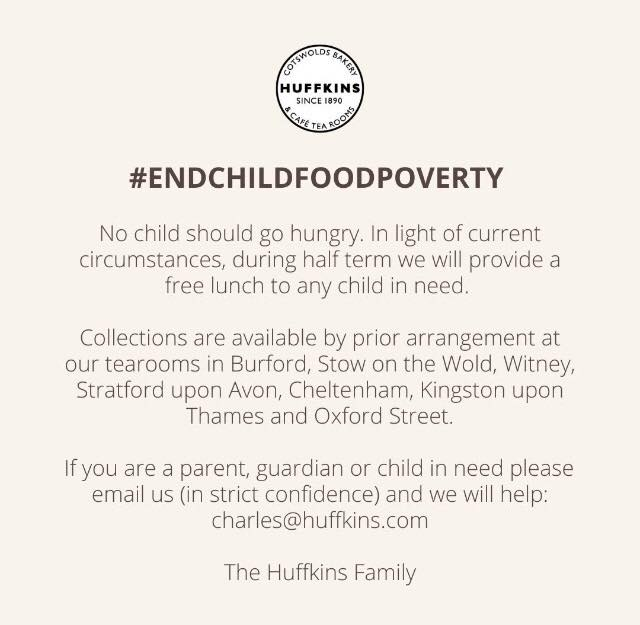 COTSWOLDS BAKERY
HUFFKINS
SINCE 1890
& CAFÉ TEA ROOMS
#ENDCHILDFOODPOVERTY
No child should go hungry. In light of current
circumstances, during half term we will provide a
free lunch to any child in need.
Collections are available by prior arrangement at
our tearooms in Burford, Stow on the Wold, Witney,
Stratford upon Avon, Cheltenham, Kingston upon
Thames and Oxford Street.
If you are a parent, guardian or child in need please
email us (in strict confidence) and we will help:
charles@huffkins.com
The Huffkins Family